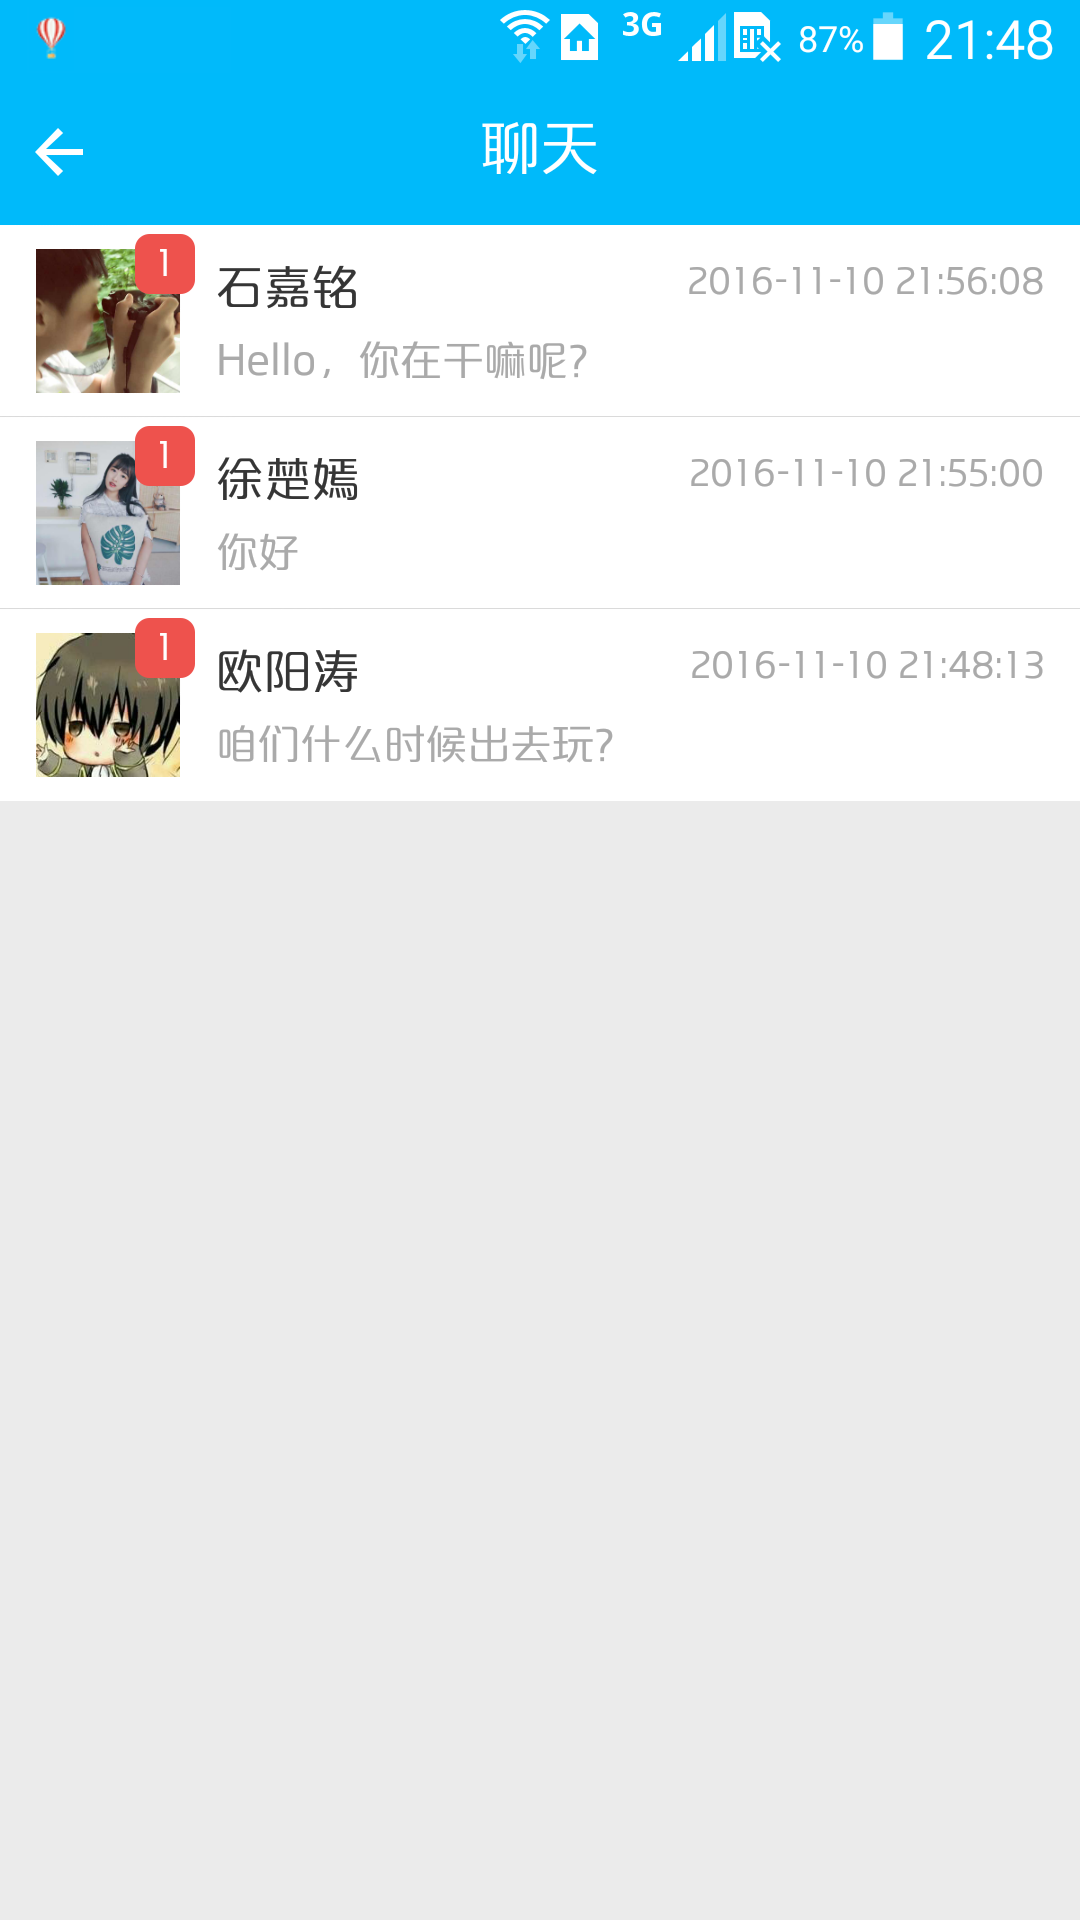 3G 87% 21:48
聊天
1
石嘉铭 2016-11-10 21:56:08
Hello，你在干嘛呢?
1
徐楚嫣 2016-11-10 21:55:00
你好
1
欧阳涛 2016-11-10 21:48:13
咱们什么时候出去玩?